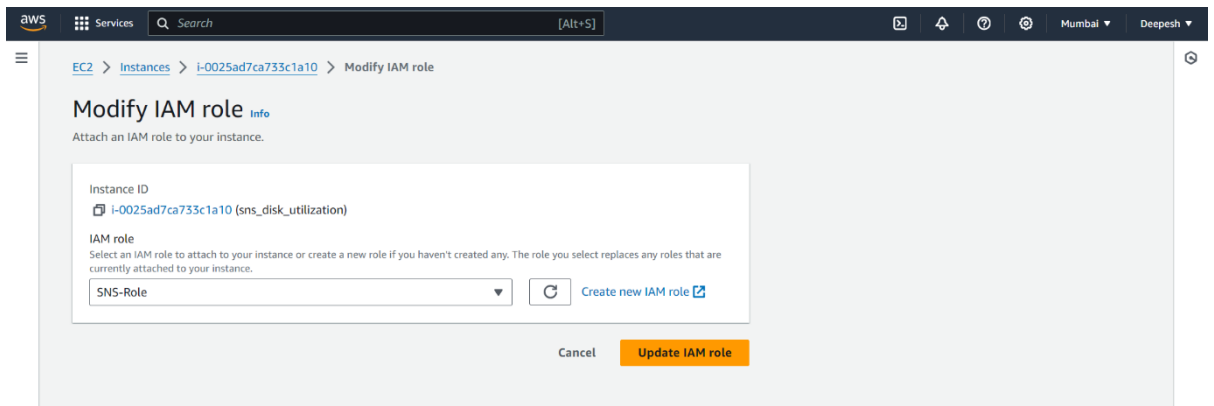 aws Services Search [Alt+S] Mumbai Deepesh
EC2 > Instances > i-0025ad7ca733c1a10 > Modify IAM role
Modify IAM role Info
Attach an IAM role to your instance.
Instance ID
i-0025ad7ca733c1a10 (sns_disk_utilization)
IAM role
Select an IAM role to attach to your instance or create a new role if you haven't created any. The role you select replaces any roles that are
currently attached to your instance.
SNS-Role Create new IAM role
Cancel Update IAM role